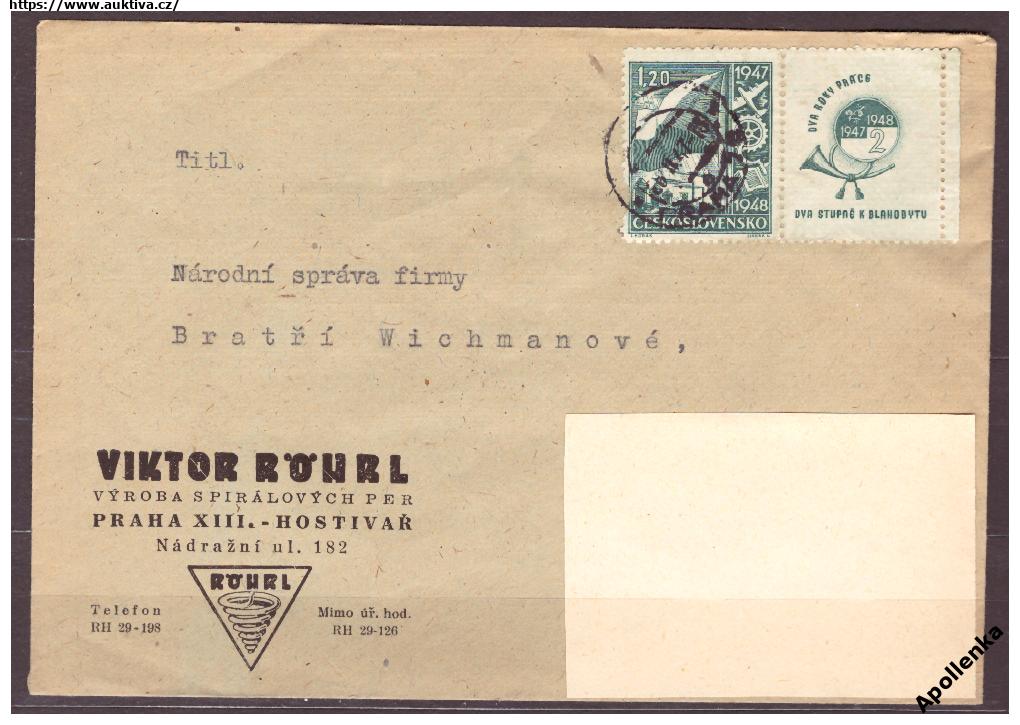 https://www.auktiva.cz/
1,20
1947
1948
ČESKOSLOVENSKO
DVA ROKY PRÁCE
1948
1947
2
DVA STUPNĚ K BLAHOBYTU
Titl.
Národní správa firmy
Bratří Wichmanové,
VIKTOR RÖHRL
VÝROBA SPIRÁLOVÝCH PER
PRAHA XIII. - HOSTIVAŘ
Nádražní ul. 182
RÖHRL
Telefon
RH 29-198
Mimo úř. hod.
RH 29-126
Apollenka